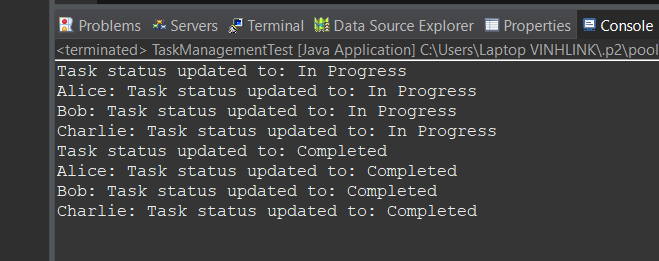 Problems Servers Terminal Data Source Explorer Properties Console
<terminated> TaskManagementTest [Java Application] C:\Users\Laptop VINHLINK\.p2\pool
Task status updated to: In Progress
Alice: Task status updated to: In Progress
Bob: Task status updated to: In Progress
Charlie: Task status updated to: In Progress
Task status updated to: Completed
Alice: Task status updated to: Completed
Bob: Task status updated to: Completed
Charlie: Task status updated to: Completed